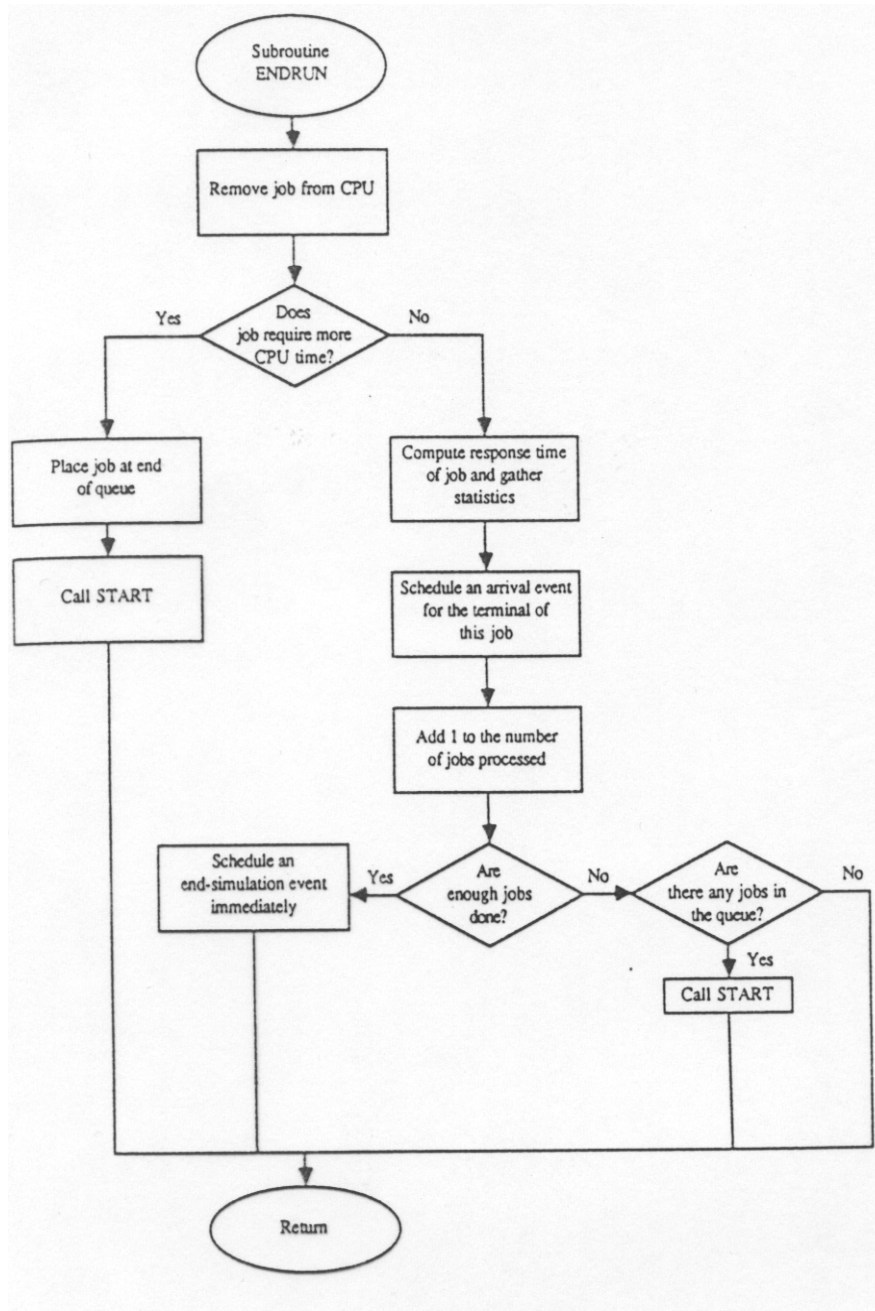 Subroutine
ENDRUN
Remove job from CPU
Does
job require more
CPU time?
Yes
No
Place job at end
of queue
Call START
Compute response time
of job and gather
statistics
Schedule an arrival event
for the terminal of
this job
Add 1 to the number
of jobs processed
Are
enough jobs
done?
Yes
No
Schedule an
end-simulation event
immediately
Are
there any jobs in
the queue?
No
Yes
Call START
Return